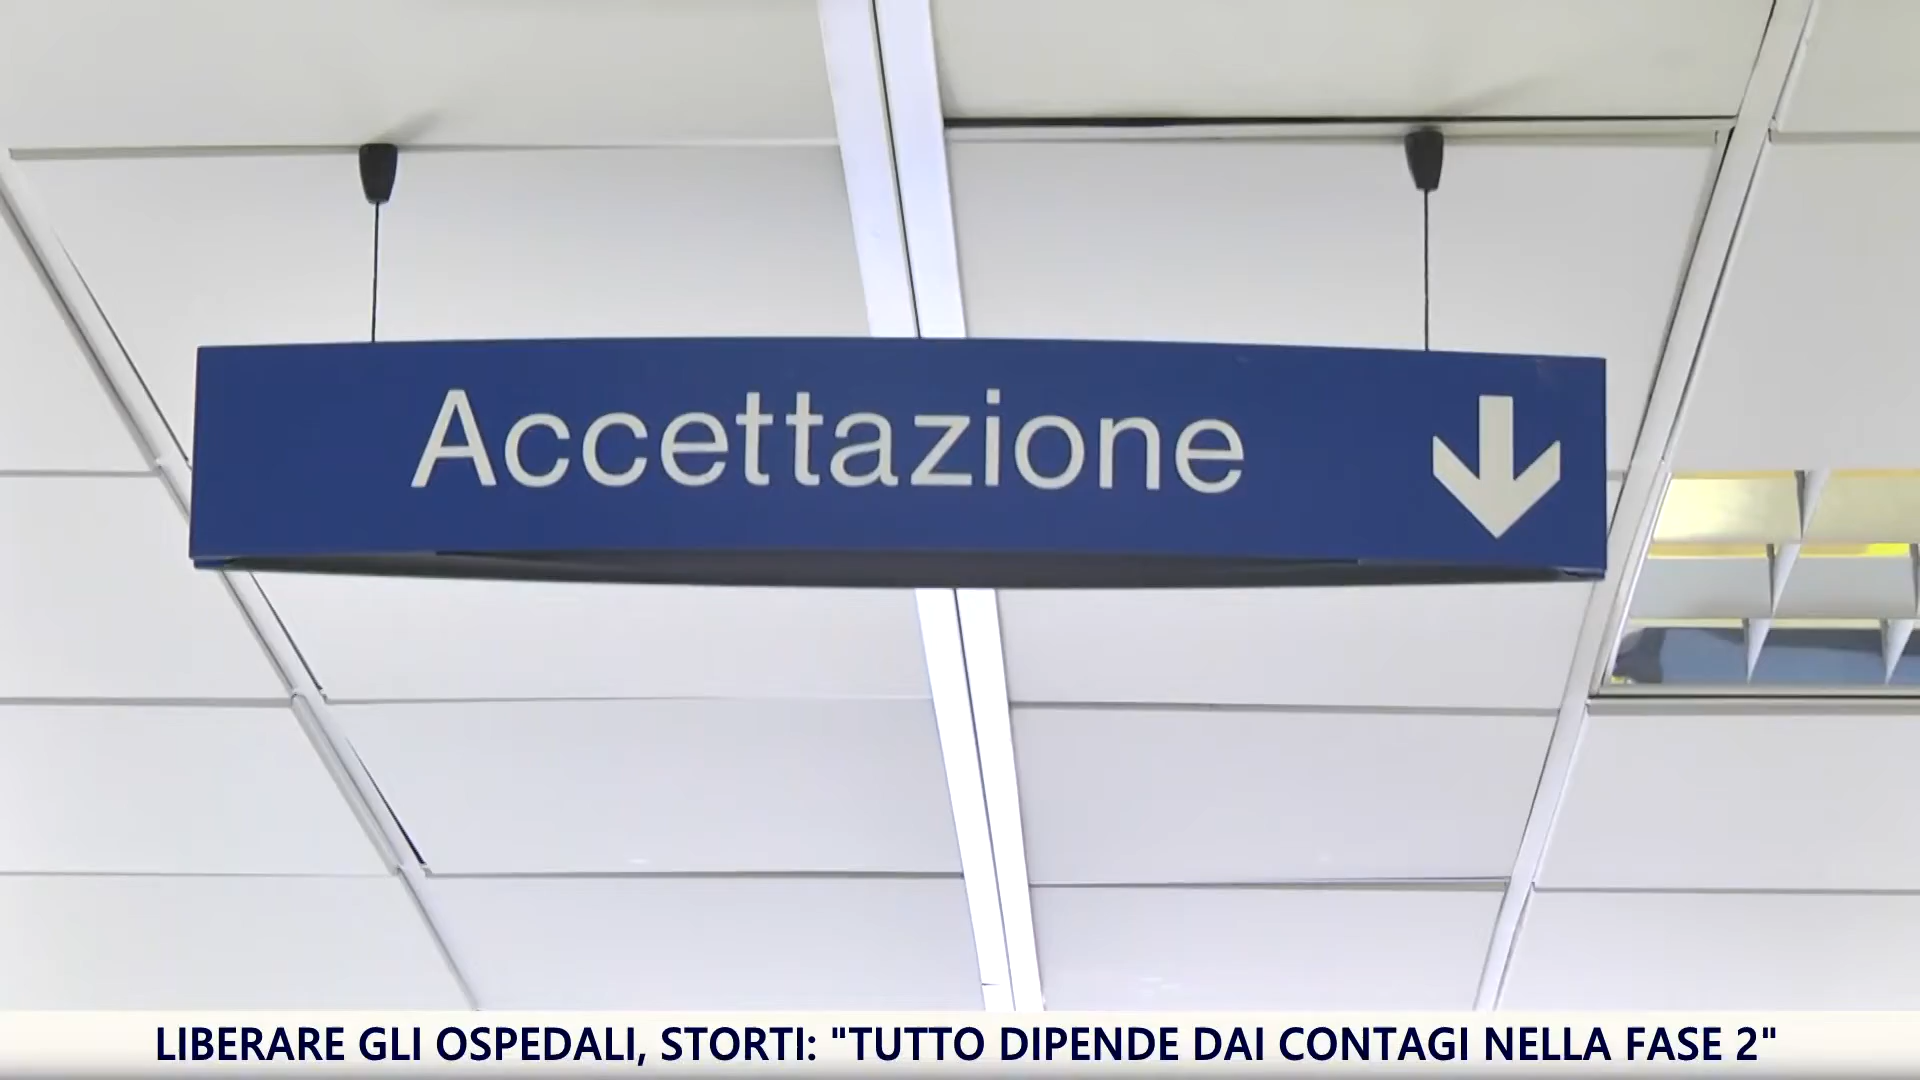 Accettazione
LIBERARE GLI OSPEDALI, STORTI: "TUTTO DIPENDE DAI CONTAGI NELLA FASE 2"